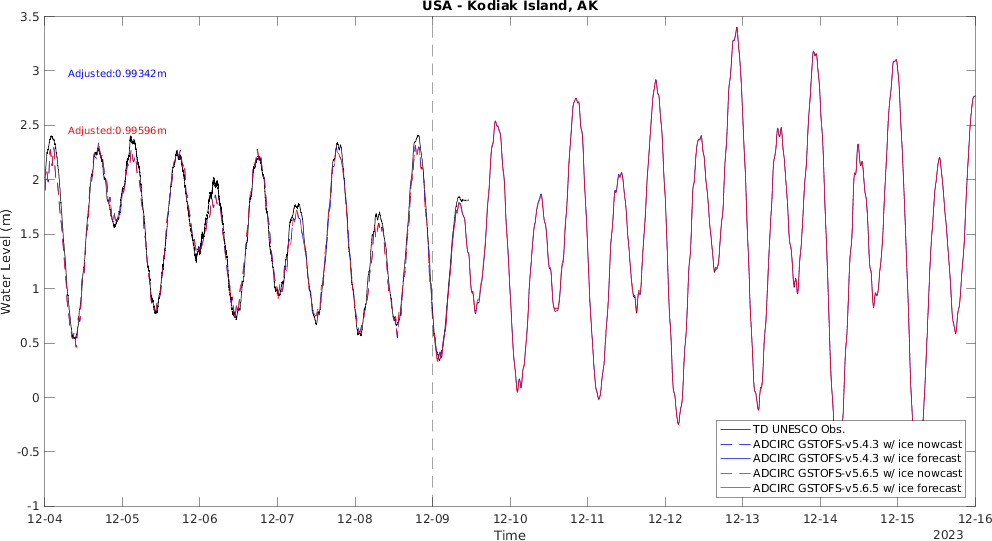 USA - Kodiak Island, AK
3.5
3
2.5
2
1.5
1
0.5
0
-0.5
-1
Water Level (m)
Adjusted:0.99342m
Adjusted:0.99596m
TD UNESCO Obs.
ADCIRC GSTOFS-v5.4.3 w/ ice nowcast
ADCIRC GSTOFS-v5.4.3 w/ ice forecast
ADCIRC GSTOFS-v5.6.5 w/ ice nowcast
ADCIRC GSTOFS-v5.6.5 w/ ice forecast
12-04 12-05 12-06 12-07 12-08 12-09 12-10 12-11 12-12 12-13 12-14 12-15 12-16
Time
2023